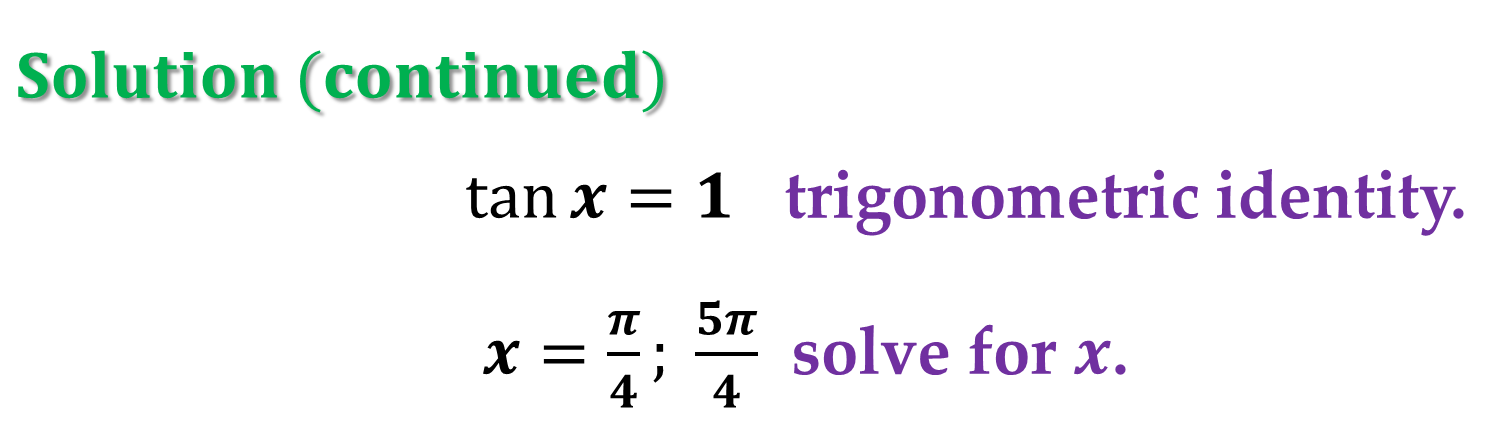 Solution (continued)
tan x = 1 trigonometric identity.
x = π/4 ; 5π/4 solve for x.